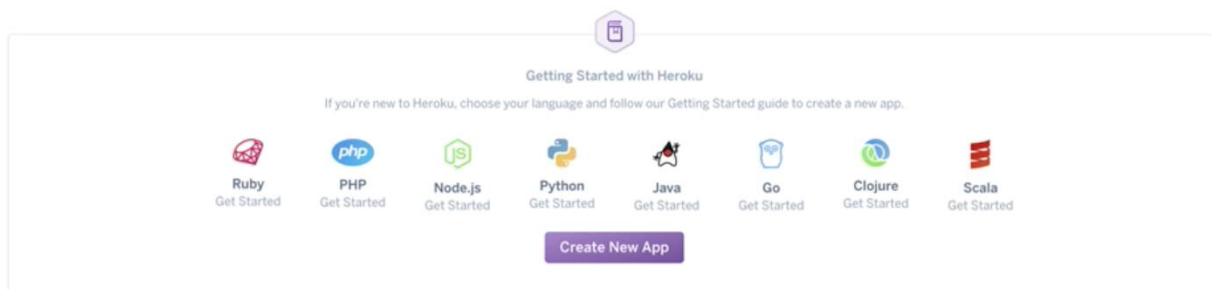 Getting Started with Heroku
If you're new to Heroku, choose your language and follow our Getting Started guide to create a new app.
php
JS
Ruby
PHP
Node.js
Python
Java
Go
Clojure
Scala
Get Started
Get Started
Get Started
Get Started
Get Started
Get Started
Get Started
Get Started
Create New App